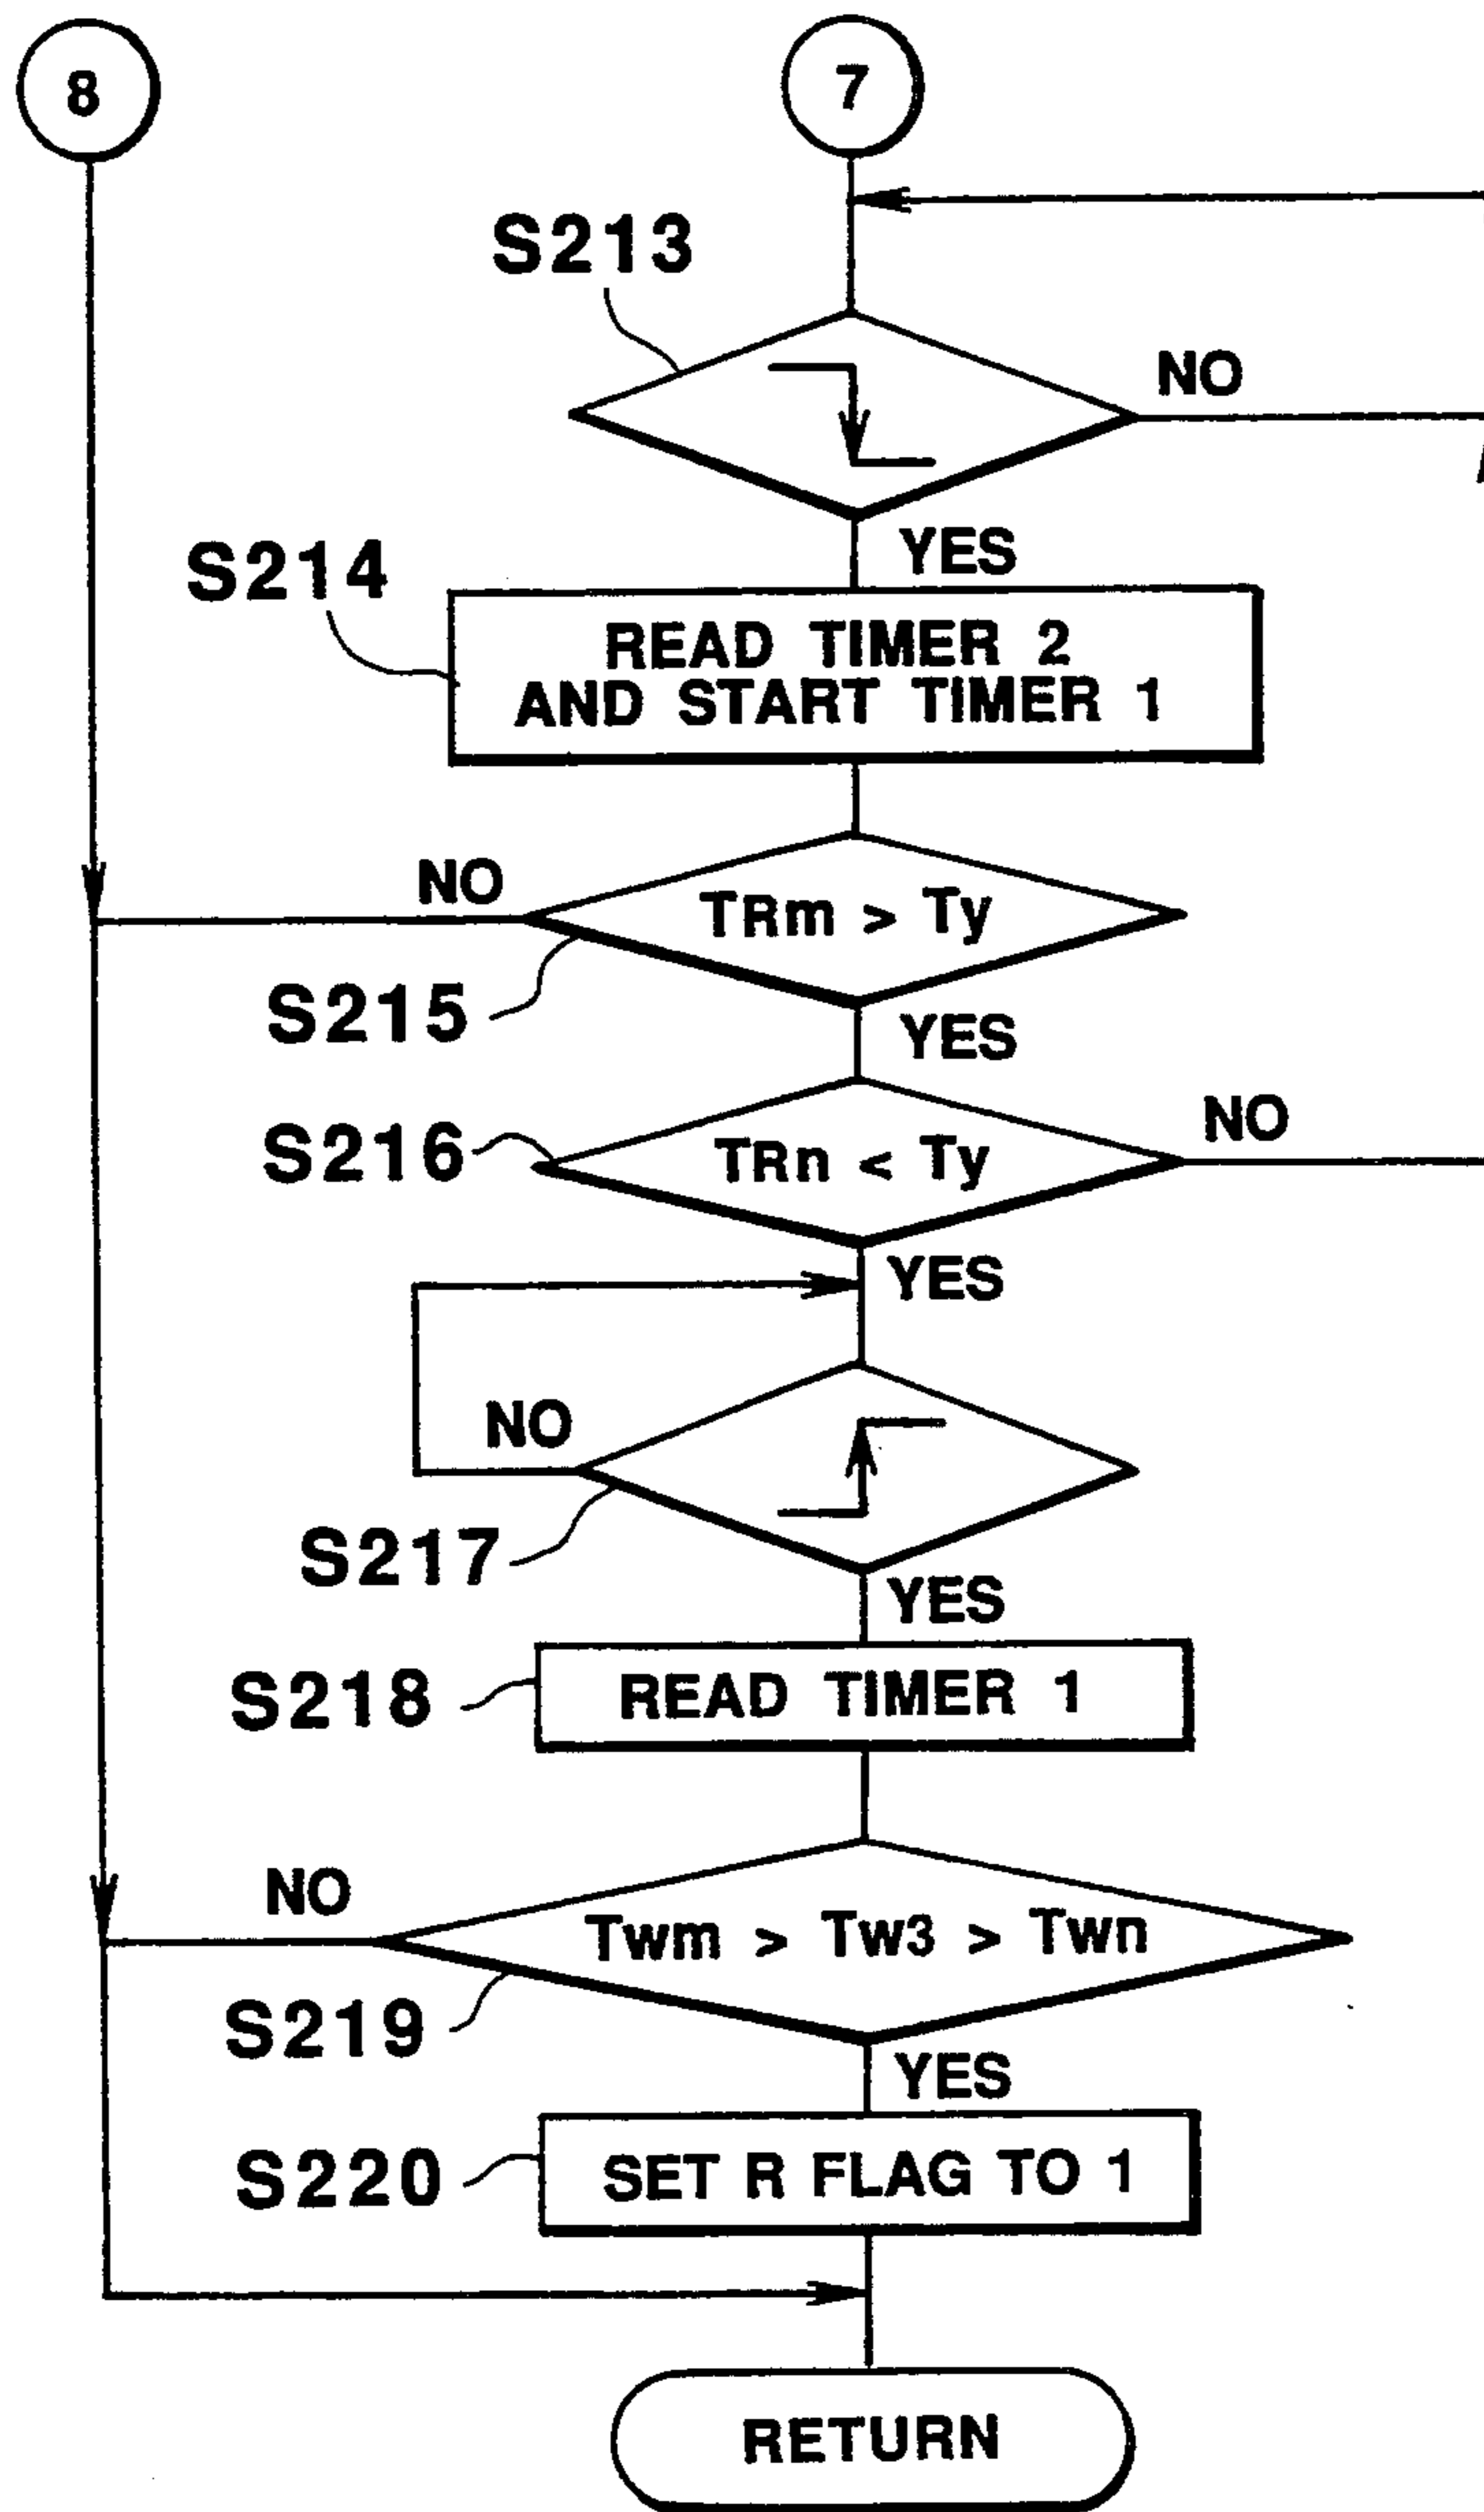 8
7
S213
NO
YES
S214
READ TIMER 2
AND START TIMER 1
NO
TRm > Ty
S215
YES
S216
TRn < Ty
NO
YES
NO
S217
YES
S218
READ TIMER 1
NO
Twm > Tw3 > Twn
S219
YES
S220
SET R FLAG TO 1
RETURN